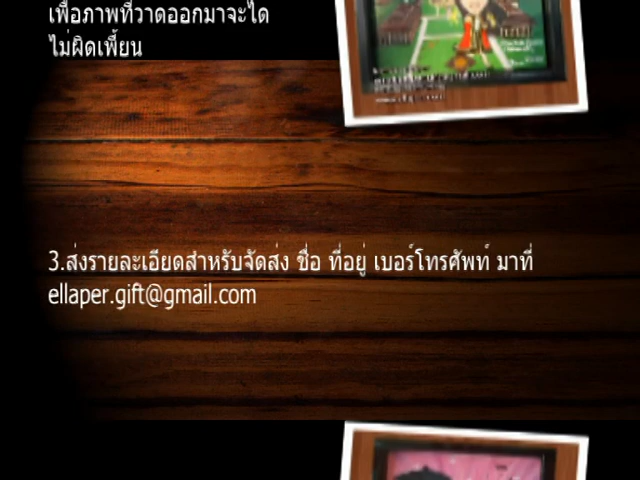 เพื่อภาพที่วาดออกมาจะได้
ไม่ผิดเพี้ยน
3.ส่งรายละเอียดสำหรับจัดส่ง ชื่อ ที่อยู่ เบอร์โทรศัพท์ มาที่
ellaper.gift@gmail.com